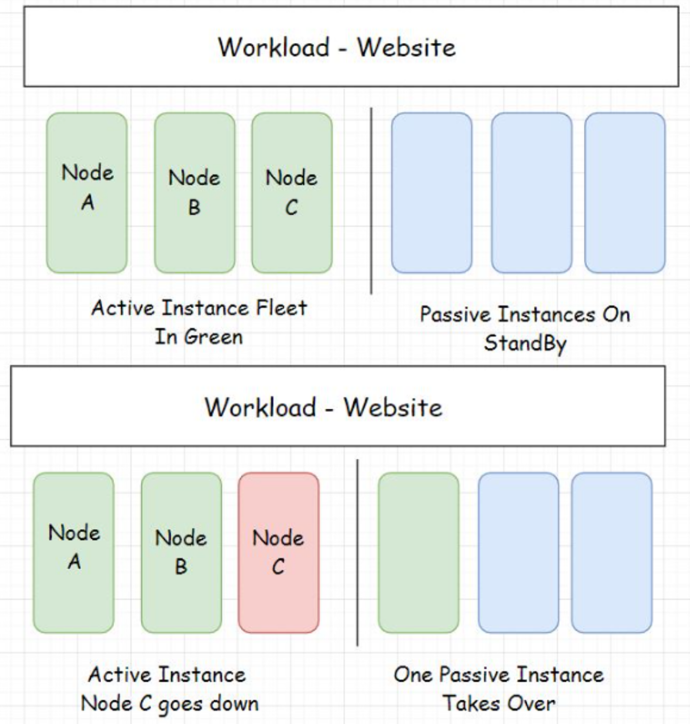 Workload - Website
Node
A
Node
B
Node
C
Active Instance Fleet
In Green
Passive Instances On
StandBy
Workload - Website
Node
A
Node
B
Node
C
Active Instance
Node C goes down
One Passive Instance
Takes Over